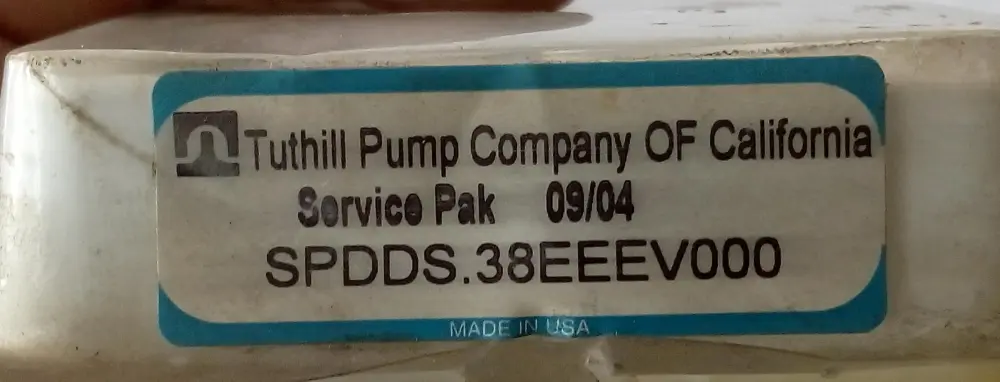 Tuthill Pump Company OF California
Service Pak 09/04
SPDDS.38EEEV000
MADE IN USA